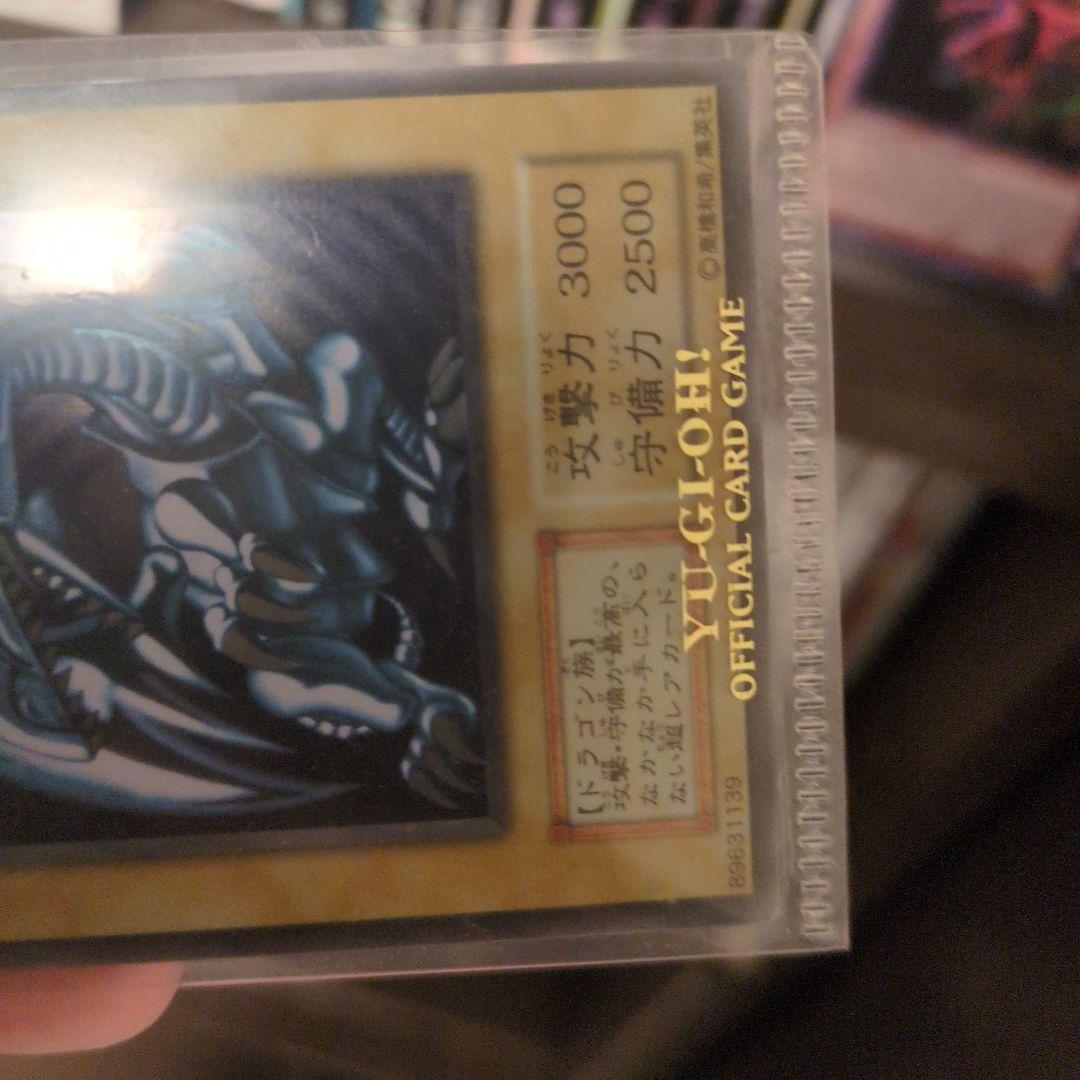 【ドラゴン族】
攻撃・守備力が最高の、
なかなか手に入ら
ない超レアカード。
攻撃力 3000
守備力 2500
YU-GI-OH!
OFFICIAL CARD GAME
89631139
©高橋和希/集英社